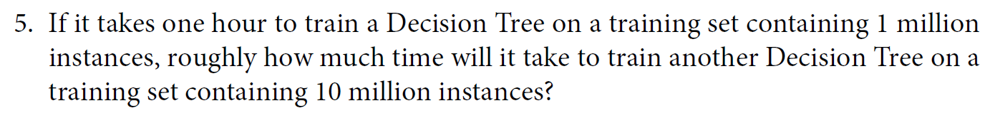 5. If it takes one hour to train a Decision Tree on a training set containing 1 million
instances, roughly how much time will it take to train another Decision Tree on a
training set containing 10 million instances?